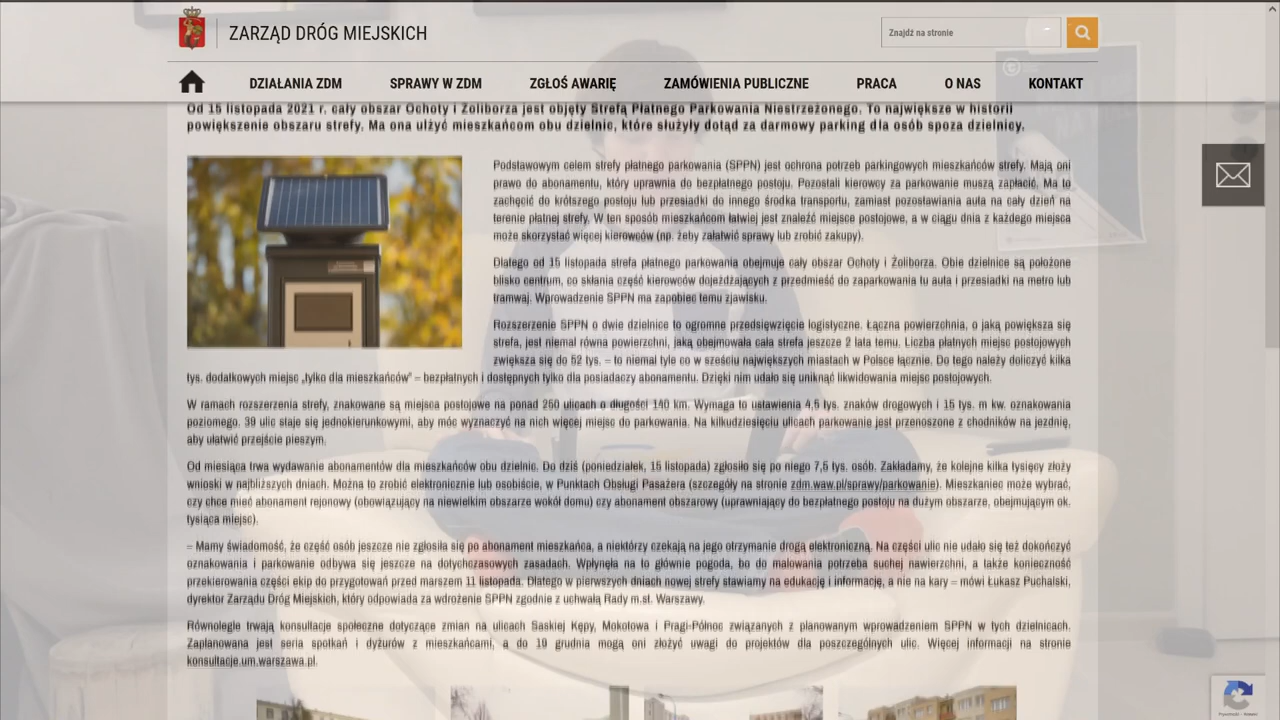 ZARZĄD DRÓG MIEJSKICH
Znajdź na stronie
DZIAŁANIA ZDM SPRAWY W ZDM ZGŁOŚ AWARIĘ ZAMÓWIENIA PUBLICZNE PRACA O NAS KONTAKT
Od 15 listopada 2021 r. cały obszar Ochoty i Żoliborza jest objęty Strefą Płatnego Parkowania Niestrzeżonego. To największe w historii
powiększenie obszaru strefy. Ma ona ulżyć mieszkańcom obu dzielnic, które służyły dotąd za darmowy parking dla osób spoza dzielnicy.
Podstawowym celem strefy płatnego parkowania (SPPN) jest ochrona potrzeb parkingowych mieszkańców strefy. Mają oni
prawo do abonamentu, który uprawnia do bezpłatnego postoju. Pozostali kierowcy za parkowanie muszą zapłacić. Ma to
zachęcić do krótszego postoju lub przesiadki do innego środka transportu, zamiast pozostawiania auta na cały dzień na
terenie płatnej strefy. W ten sposób mieszkańcom łatwiej jest znaleźć miejsce postojowe, a w ciągu dnia z każdego miejsca
może skorzystać więcej kierowców (np. żeby załatwić sprawy lub zrobić zakupy).
Dlatego od 15 listopada strefa płatnego parkowania obejmuje cały obszar Ochoty i Żoliborza. Obie dzielnice są położone
blisko centrum, co skłania część kierowców dojeżdżających z przedmieść do zaparkowania tu auta i przesiadki na metro lub
tramwaj. Wprowadzenie SPPN ma zapobiec temu zjawisku.
Rozszerzenie SPPN o dwie dzielnice to ogromne przedsięwzięcie logistyczne. Łączna powierzchnia, o jaką powiększa się
strefa, jest niemal równa powierzchni, jaką obejmowała cała strefa jeszcze 2 lata temu. Liczba płatnych miejsc postojowych
zwiększa się do 52 tys. – to niemal tyle co w sześciu największych miastach w Polsce łącznie. Do tego należy doliczyć kilka
tys. dodatkowych miejsc „tylko dla mieszkańców" – bezpłatnych i dostępnych tylko dla posiadaczy abonamentu. Dzięki nim udało się uniknąć likwidowania miejsc postojowych.
W ramach rozszerzenia strefy, znakowane są miejsca postojowe na ponad 250 ulicach o długości 140 km. Wymaga to ustawienia 4,5 tys. znaków drogowych i 15 tys. m kw. oznakowania
poziomego. 39 ulic staje się jednokierunkowymi, aby móc wyznaczyć na nich więcej miejsc do parkowania. Na kilkudziesięciu ulicach parkowanie jest przenoszone z chodników na jezdnię,
aby ułatwić przejście pieszym.
Od miesiąca trwa wydawanie abonamentów dla mieszkańców obu dzielnic. Do dziś (poniedziałek, 15 listopada) zgłosiło się po niego 7,5 tys. osób. Zakładamy, że kolejne kilka tysięcy złoży
wnioski w najbliższych dniach. Można to zrobić elektronicznie lub osobiście, w Punktach Obsługi Pasażera (szczegóły na stronie zdm.waw.pl/sprawy/parkowanie). Mieszkaniec może wybrać,
czy chce mieć abonament rejonowy (obowiązujący na niewielkim obszarze wokół domu) czy abonament obszarowy (uprawniający do bezpłatnego postoju na dużym obszarze, obejmującym ok.
tysiąca miejsc).
– Mamy świadomość, że część osób jeszcze nie zgłosiła się po abonament mieszkańca, a niektórzy czekają na jego otrzymanie drogą elektroniczną. Na części ulic nie udało się też dokończyć
oznakowania i parkowanie odbywa się jeszcze na dotychczasowych zasadach. Wpłynęła na to głównie pogoda, bo do malowania potrzeba suchej nawierzchni, a także konieczność
przekierowania części ekip do przygotowań przed marszem 11 listopada. Dlatego w pierwszych dniach nowej strefy stawiamy na edukację i informację, a nie na kary – mówi Łukasz Puchalski,
dyrektor Zarządu Dróg Miejskich, który odpowiada za wdrożenie SPPN zgodnie z uchwałą Rady m.st. Warszawy.
Równolegle trwają konsultacje społeczne dotyczące zmian na ulicach Saskiej Kępy, Mokotowa i Pragi-Północ związanych z planowanym wprowadzeniem SPPN w tych dzielnicach.
Zaplanowana jest seria spotkań i dyżurów z mieszkańcami, a do 19 grudnia mogą oni złożyć uwagi do projektów dla poszczególnych ulic. Więcej informacji na stronie
konsultacje.um.warszawa.pl.